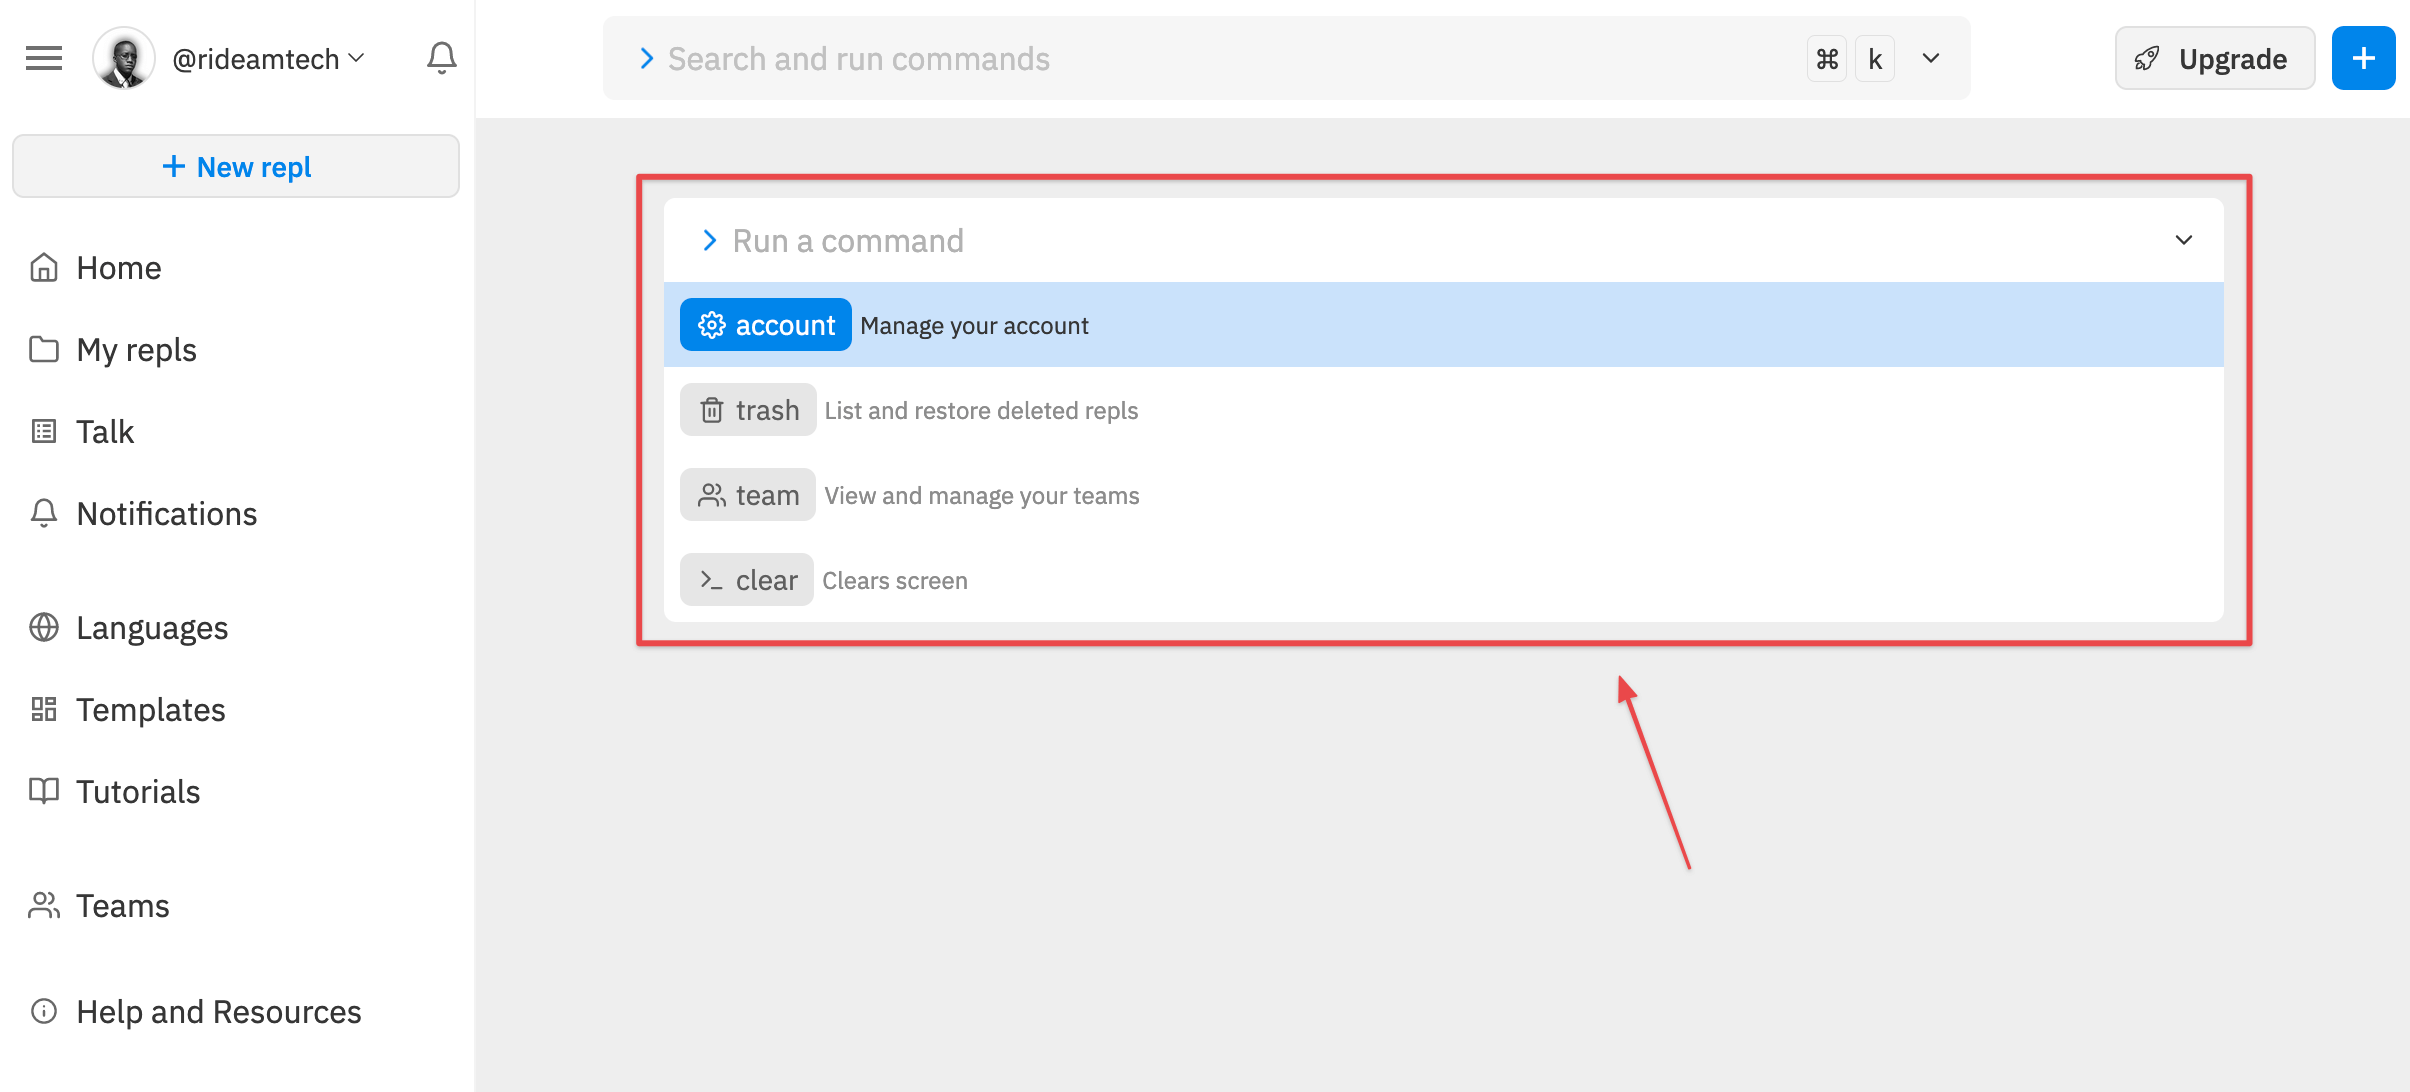 @rideamtech
Search and run commands
⌘ k
Upgrade
+
+ New repl
Home
My repls
Talk
Notifications
Languages
Templates
Tutorials
Teams
Help and Resources
Run a command
account Manage your account
trash List and restore deleted repls
team View and manage your teams
clear Clears screen